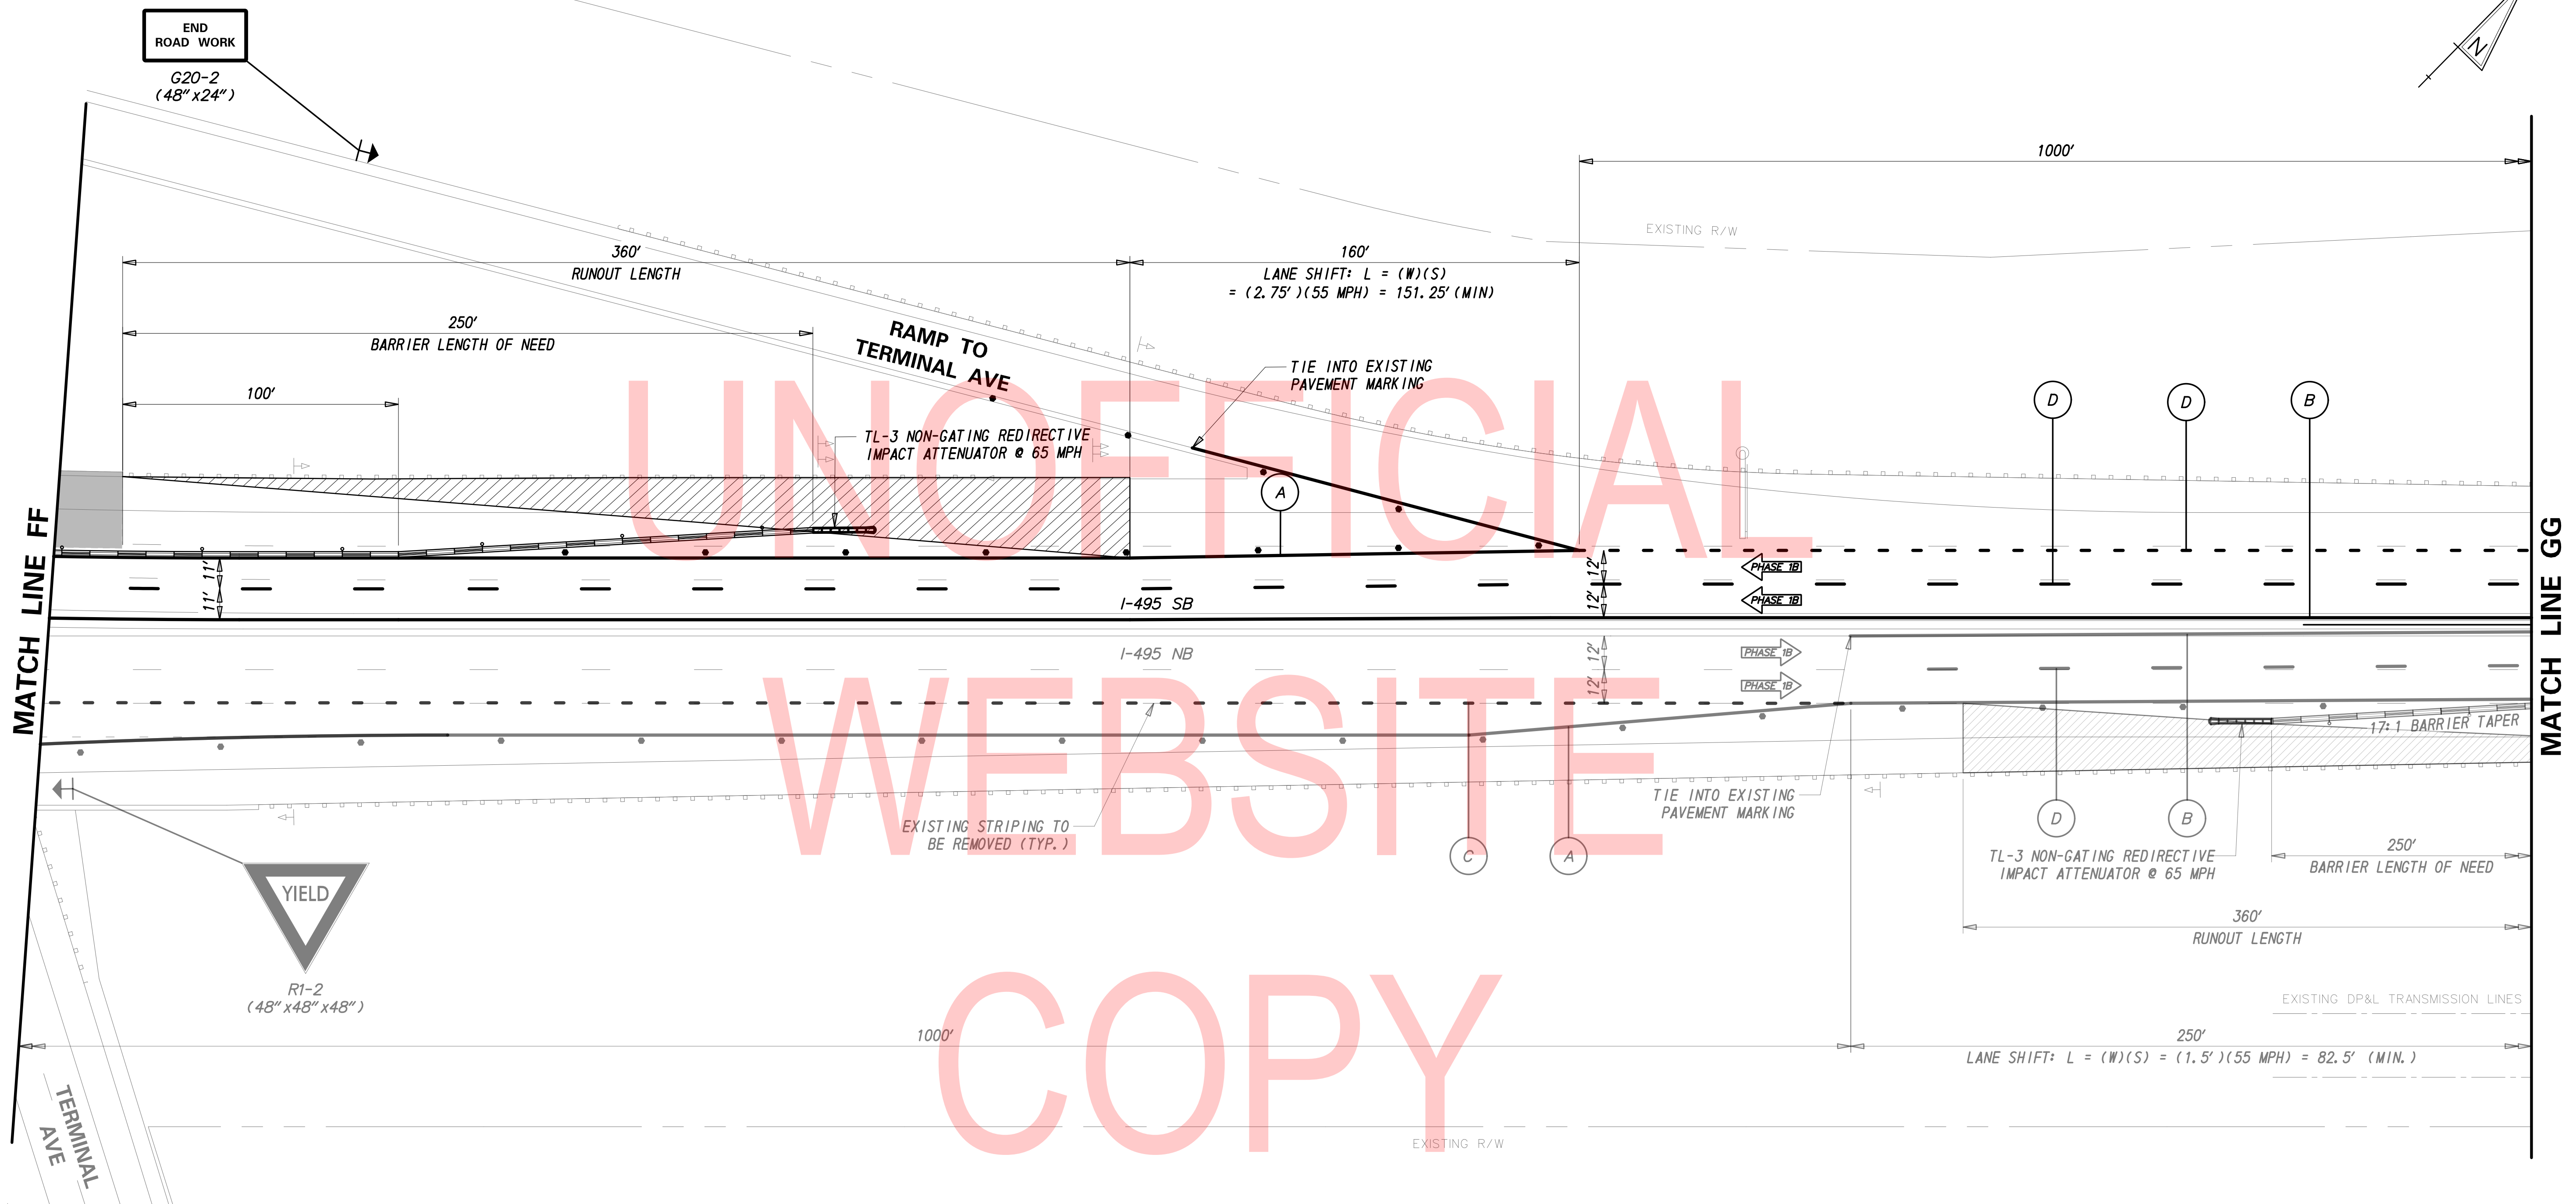 END
ROAD WORK
G20-2
(48"x24")
N
1000'
EXISTING R/W
360'
RUNOUT LENGTH
160'
LANE SHIFT: L = (W)(S)
= (2.75')(55 MPH) = 151.25'(MIN)
250'
BARRIER LENGTH OF NEED
RAMP TO
TERMINAL AVE
TIE INTO EXISTING
PAVEMENT MARKING
100'
D
D
B
TL-3 NON-GATING REDIRECTIVE
IMPACT ATTENUATOR @ 65 MPH
A
UNOFFICIAL
MATCH LINE FF
MATCH LINE GG
11'
11'
12'
12'
PHASE 1B
PHASE 1B
I-495 SB
I-495 NB
12'
12'
PHASE 1B
PHASE 1B
WEBSITE
17:1 BARRIER TAPER
TIE INTO EXISTING
PAVEMENT MARKING
EXISTING STRIPING TO
BE REMOVED (TYP.)
C
A
D
B
250'
BARRIER LENGTH OF NEED
TL-3 NON-GATING REDIRECTIVE
IMPACT ATTENUATOR @ 65 MPH
YIELD
R1-2
(48"x48"x48")
360'
RUNOUT LENGTH
COPY
EXISTING DP&L TRANSMISSION LINES
1000'
250'
LANE SHIFT: L = (W)(S) = (1.5')(55 MPH) = 82.5' (MIN.)
TERMINAL
AVE
EXISTING R/W